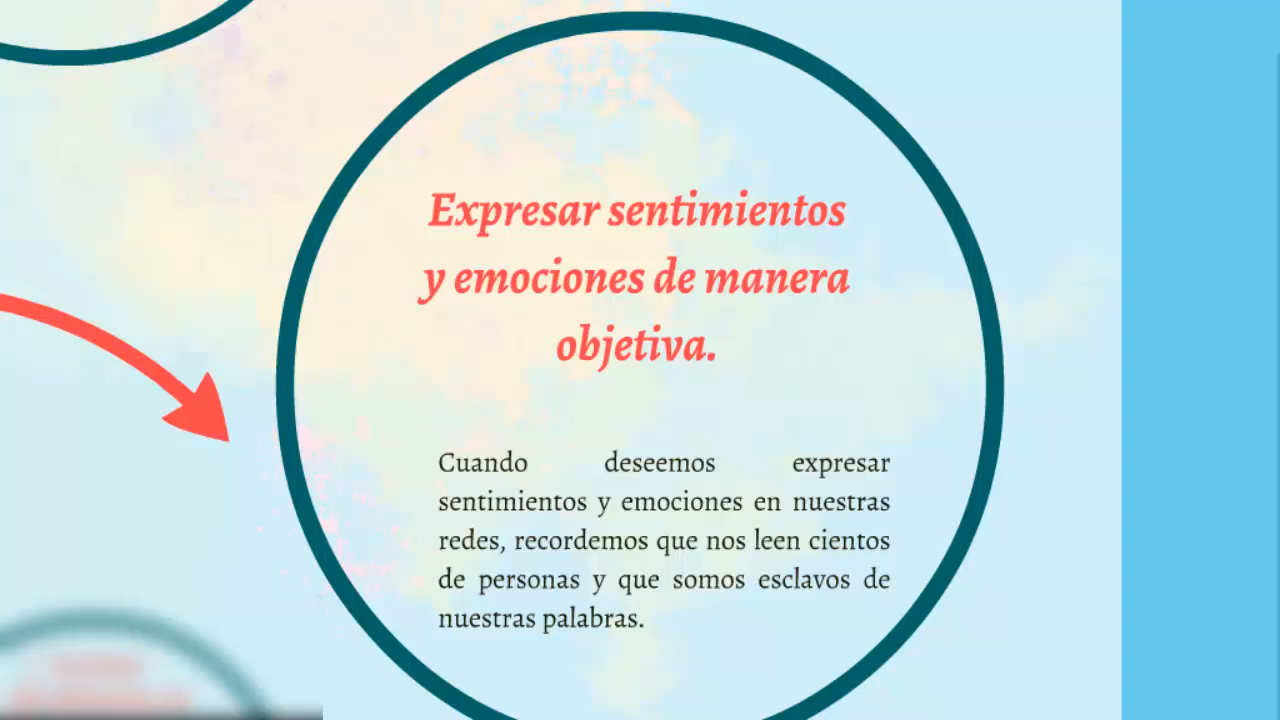 Expresar sentimientos
y emociones de manera
objetiva.
Cuando deseemos expresar
sentimientos y emociones en nuestras
redes, recordemos que nos leen cientos
de personas y que somos esclavos de
nuestras palabras.